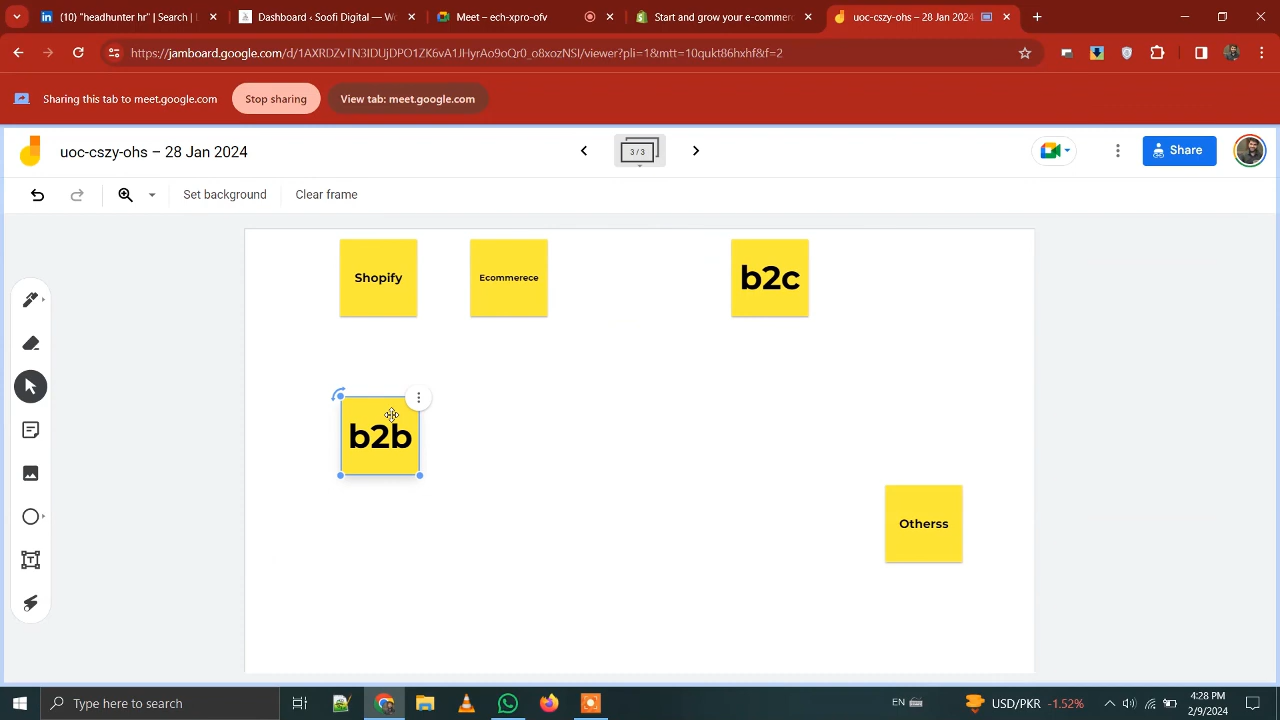 (in) "headhunter hr" | Search | L
Dashboard ‹ Soofi Digital — Wo
Meet – ech-xpro-ofv
Start and grow your e-commerc
uoc-cszy-ohs – 28 Jan 2024
https://jamboard.google.com/d/1AXRDZvTN3IDUjDPO1ZK6vA1JHyrAo9oQr0_o8xozNSI/viewer?pli=1&mtt=10qukt86hxhf&f=2
Sharing this tab to meet.google.com
Stop sharing
View tab: meet.google.com
uoc-cszy-ohs – 28 Jan 2024
3 / 3
Share
Set background
Clear frame
Shopify
Ecommerece
b2c
b2b
Otherss
Type here to search
EN
USD/PKR -1.52%
4:28 PM
2/9/2024